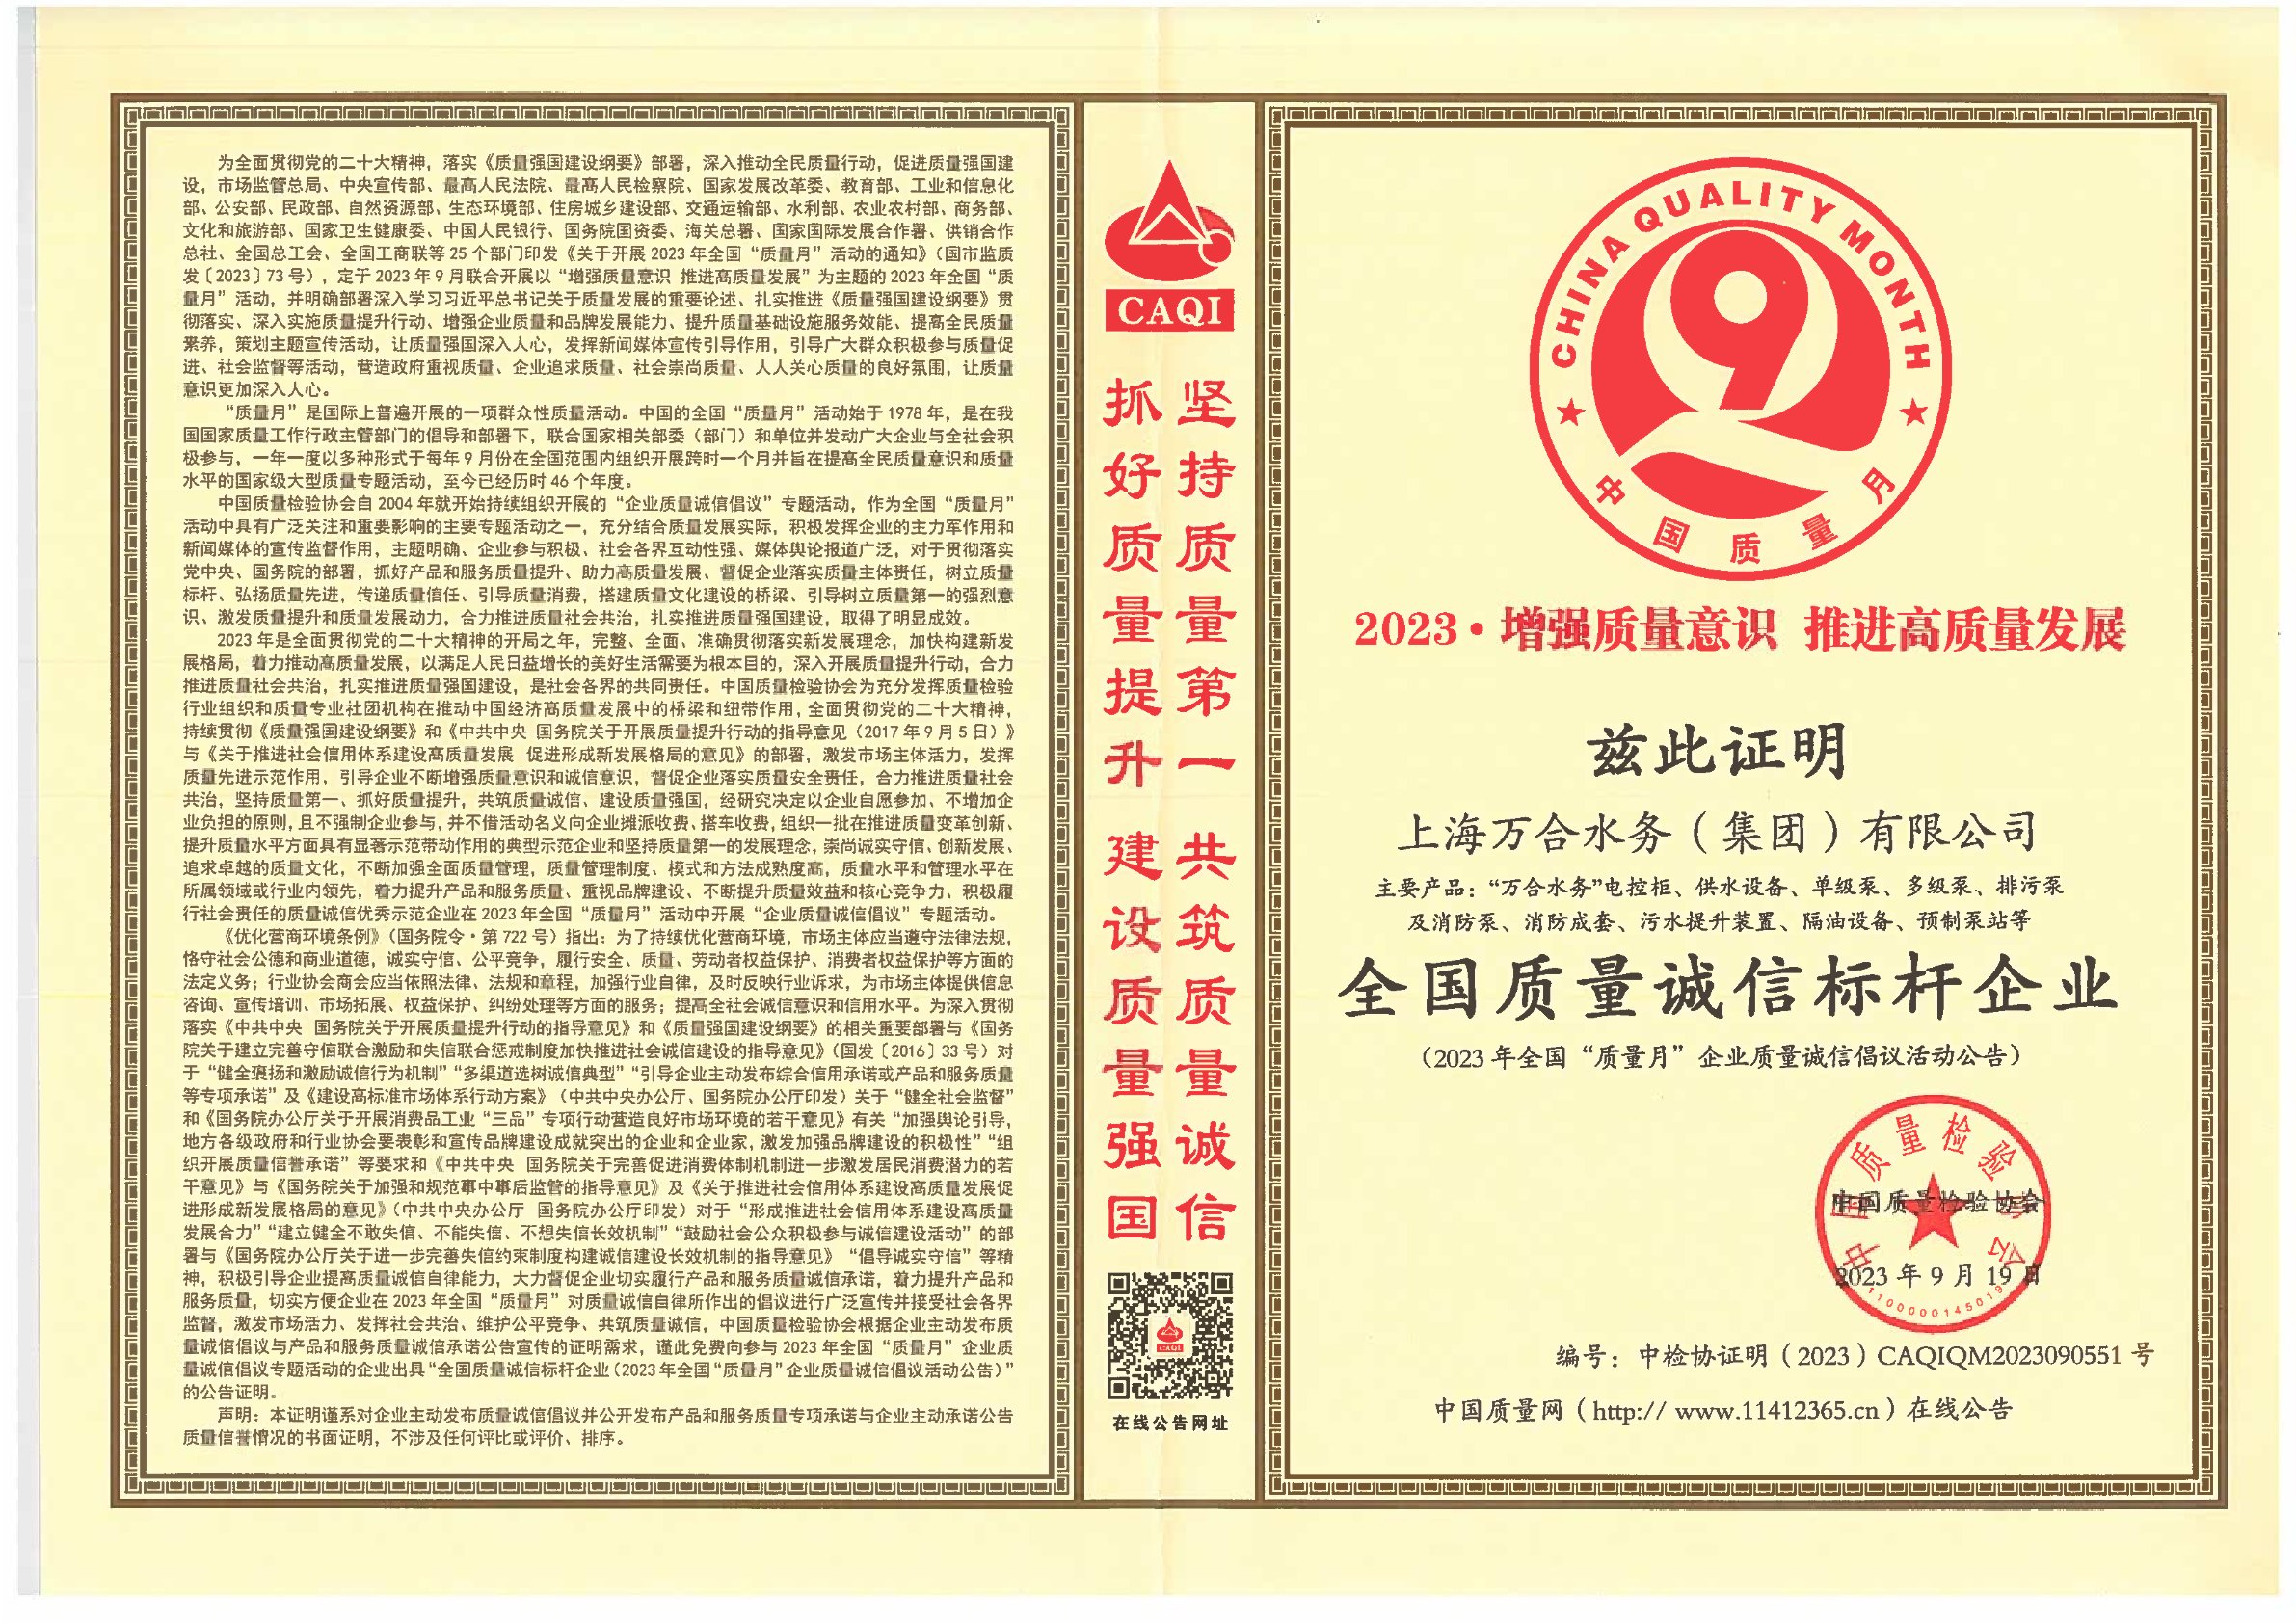 为全面贯彻党的二十大精神，落实《质量强国建设纲要》部署，深入推动全民质量行动，促进质量强国建
设，市场监管总局、中央宣传部、最高人民法院、最高人民检察院、国家发展改革委、教育部、工业和信息化
部、公安部、民政部、自然资源部、生态环境部、住房城乡建设部、交通运输部、水利部、农业农村部、商务部、
文化和旅游部、国家卫生健康委、中国人民银行、国务院国资委、海关总署、国家国际发展合作署、供销合作
总社、全国总工会、全国工商联等 25 个部门印发《关于开展 2023 年全国“质量月”活动的通知》（国市监质
发〔2023〕73 号），定于 2023 年 9 月联合开展以“增强质量意识 推进高质量发展”为主题的 2023 年全国“质
量月”活动，并明确部署深入学习习近平总书记关于质量发展的重要论述、扎实推进《质量强国建设纲要》贯
彻落实、深入实施质量提升行动、增强企业质量和品牌发展能力、提升质量基础设施服务效能、提高全民质量
素养，策划主题宣传活动，让质量强国深入人心，发挥新闻媒体宣传引导作用，引导广大群众积极参与质量促
进、社会监督等活动，营造政府重视质量、企业追求质量、社会崇尚质量、人人关心质量的良好氛围，让质量
意识更加深入人心。
“质量月”是国际上普遍开展的一项群众性质量活动。中国的全国“质量月”活动始于 1978 年，是在我
国国家质量工作行政主管部门的倡导和部署下，联合国家相关部委（部门）和单位并发动广大企业与全社会积
极参与，一年一度以多种形式于每年 9 月份在全国范围内组织开展跨时一个月并旨在提高全民质量意识和质量
水平的国家级大型质量专题活动，至今已经历时 46 个年度。
中国质量检验协会自 2004 年就开始持续组织开展的“企业质量诚信倡议”专题活动，作为全国“质量月”
活动中具有广泛关注和重要影响的主要专题活动之一，充分结合质量发展实际，积极发挥企业的主力军作用和
新闻媒体的宣传监督作用，主题明确、企业参与积极、社会各界互动性强、媒体舆论报道广泛，对于贯彻落实
党中央、国务院的部署，抓好产品和服务质量提升、助力高质量发展、督促企业落实质量主体责任，树立质量
标杆、弘扬质量先进，传递质量信任、引导质量消费，搭建质量文化建设的桥梁、引导树立质量第一的强烈意
识、激发质量提升和质量发展动力，合力推进质量社会共治，扎实推进质量强国建设，取得了明显成效。
2023 年是全面贯彻党的二十大精神的开局之年，完整、全面、准确贯彻落实新发展理念，加快构建新发
展格局，着力推动高质量发展，以满足人民日益增长的美好生活需要为根本目的，深入开展质量提升行动，合力
推进质量社会共治，扎实推进质量强国建设，是社会各界的共同责任。中国质量检验协会为充分发挥质量检验
行业组织和质量专业社团机构在推动中国经济高质量发展中的桥梁和纽带作用，全面贯彻党的二十大精神，
持续贯彻《质量强国建设纲要》和《中共中央 国务院关于开展质量提升行动的指导意见（2017 年 9 月 5 日）》
与《关于推进社会信用体系建设高质量发展 促进形成新发展格局的意见》的部署，激发市场主体活力，发挥
质量先进示范作用，引导企业不断增强质量意识和诚信意识，督促企业落实质量安全责任，合力推进质量社会
共治，坚持质量第一、抓好质量提升，共筑质量诚信、建设质量强国，经研究决定以企业自愿参加、不增加企
业负担的原则，且不强制企业参与，并不借活动名义向企业摊派收费、搭车收费，组织一批在推进质量变革创新、
提升质量水平方面具有显著示范带动作用的典型示范企业和坚持质量第一的发展理念，崇尚诚实守信、创新发展、
追求卓越的质量文化，不断加强全面质量管理，质量管理制度、模式和方法成熟度高，质量水平和管理水平在
所属领域或行业内领先，着力提升产品和服务质量、重视品牌建设、不断提升质量效益和核心竞争力、积极履
行社会责任的质量诚信优秀示范企业在 2023 年全国“质量月”活动中开展“企业质量诚信倡议”专题活动。
《优化营商环境条例》（国务院令·第 722 号）指出：为了持续优化营商环境，市场主体应当遵守法律法规，
恪守社会公德和商业道德，诚实守信、公平竞争，履行安全、质量、劳动者权益保护、消费者权益保护等方面的
法定义务；行业协会商会应当依照法律、法规和章程，加强行业自律，及时反映行业诉求，为市场主体提供信息
咨询、宣传培训、市场拓展、权益保护、纠纷处理等方面的服务；提高全社会诚信意识和信用水平。为深入贯彻
落实《中共中央 国务院关于开展质量提升行动的指导意见》和《质量强国建设纲要》的相关重要部署与《国务
院关于建立完善守信联合激励和失信联合惩戒制度加快推进社会诚信建设的指导意见》（国发〔2016〕33 号）对
于“健全褒扬和激励诚信行为机制”“多渠道选树诚信典型”“引导企业主动发布综合信用承诺或产品和服务质量
等专项承诺”及《建设高标准市场体系行动方案》（中共中央办公厅、国务院办公厅印发）关于“健全社会监督”
和《国务院办公厅关于开展消费品工业“三品”专项行动营造良好市场环境的若干意见》有关“加强舆论引导，
地方各级政府和行业协会要表彰和宣传品牌建设成就突出的企业和企业家，激发加强品牌建设的积极性”“组
织开展质量信誉承诺”等要求和《中共中央 国务院关于完善促进消费体制机制进一步激发居民消费潜力的若
干意见》与《国务院关于加强和规范事中事后监管的指导意见》及《关于推进社会信用体系建设高质量发展促
进形成新发展格局的意见》（中共中央办公厅 国务院办公厅印发）对于“形成推进社会信用体系建设高质量
发展合力”“建立健全不敢失信、不能失信、不想失信长效机制”“鼓励社会公众积极参与诚信建设活动”的部
署与《国务院办公厅关于进一步完善失信约束制度构建诚信建设长效机制的指导意见》“倡导诚实守信”等精
神，积极引导企业提高质量诚信自律能力，大力督促企业切实履行产品和服务质量诚信承诺，着力提升产品和
服务质量，切实方便企业在 2023 年全国“质量月”对质量诚信自律所作出的倡议进行广泛宣传并接受社会各界
监督，激发市场活力、发挥社会共治、维护公平竞争、共筑质量诚信，中国质量检验协会根据企业主动发布质
量诚信倡议与产品和服务质量诚信承诺公告宣传的证明需求，谨此免费向参与 2023 年全国“质量月”企业质
量诚信倡议专题活动的企业出具“全国质量诚信标杆企业（2023 年全国“质量月”企业质量诚信倡议活动公告）”
的公告证明。
声明：本证明谨系对企业主动发布质量诚信倡议并公开发布产品和服务质量专项承诺与企业主动承诺公告
质量信誉情况的书面证明，不涉及任何评比或评价、排序。
CAQI
坚持质量第一 共筑质量诚信
抓好质量提升 建设质量强国
CAQI
在线公告网址
CHINA QUALITY MONTH
中国质量月
2023·增强质量意识 推进高质量发展
兹此证明
上海万合水务（集团）有限公司
主要产品：“万合水务”电控柜、供水设备、单级泵、多级泵、排污泵
及消防泵、消防成套、污水提升装置、隔油设备、预制泵站等
全国质量诚信标杆企业
（2023 年全国“质量月”企业质量诚信倡议活动公告）
中国质量检验协会
中国质量检验协会
2023 年 9 月 19 日
1100000145019
编号：中检协证明（2023）CAQIQM2023090551 号
中国质量网（http:// www.11412365.cn）在线公告